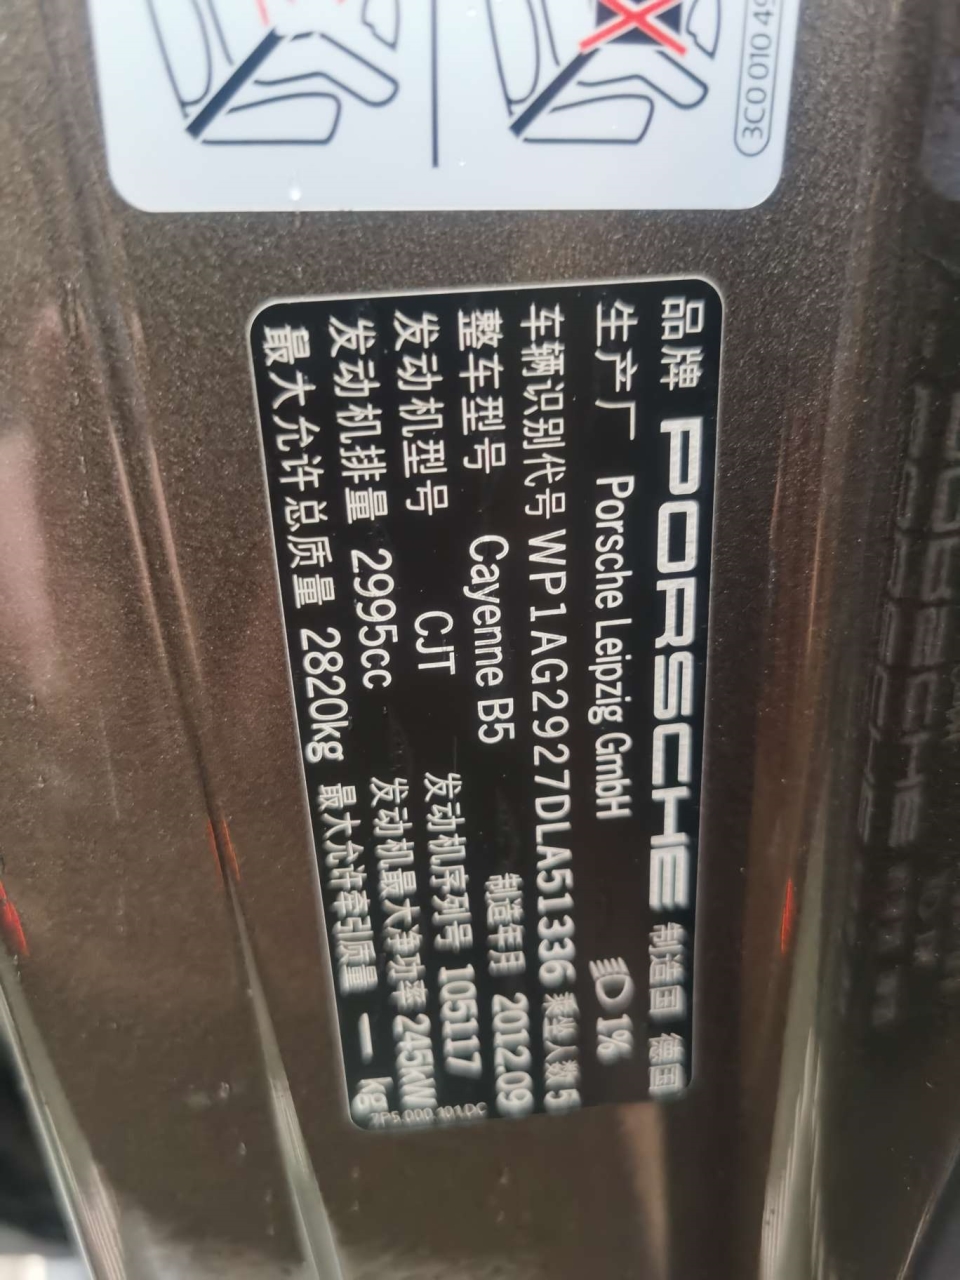 3C0 010 49
品牌 PORSCHE 制造国 德国
生产厂 Porsche Leipzig GmbH 1%
车辆识别代号 WP1AG2927DLA51336 乘坐人数 5
整车型号 Cayenne B5 制造年月 2012.09
发动机型号 CJT 发动机序列号 105117
发动机排量 2995cc 发动机最大净功率 245KW
最大允许总质量 2820kg 最大允许牵引质量 — kg
7P5.000.101.DC